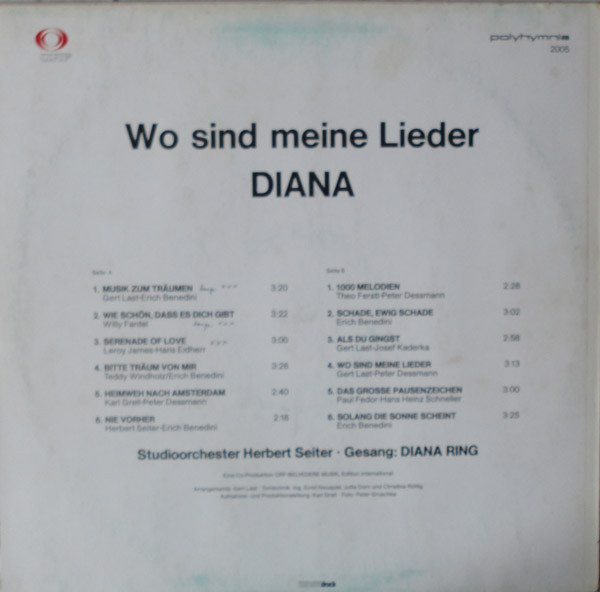 polyhymnia
2005
Wo sind meine Lieder
DIANA
Seite A
1. MUSIK ZUM TRÄUMEN 3:20
Gert Last-Erich Benedini
2. WIE SCHÖN, DASS ES DICH GIBT 3:22
Willy Fantel
3. SERENADE OF LOVE 3:00
Leroy James-Hans Eidherr
4. BITTE TRÄUM VON MIR 3:26
Teddy Windholz/Erich Benedini
5. HEIMWEH NACH AMSTERDAM 2:40
Karl Grell-Peter Dessmann
6. NIE VORHER 2:18
Herbert Seiter-Erich Benedini
Seite B
1. 1000 MELODIEN 2:28
Theo Ferstl-Peter Dessmann
2. SCHADE, EWIG SCHADE 3:02
Erich Benedini
3. ALS DU GINGST 2:58
Gert Last-Josef Kaderka
4. WO SIND MEINE LIEDER 3:13
Gert Last-Peter Dessmann
5. DAS GROSSE PAUSENZEICHEN 3:00
Paul Fedor-Hans Heinz Schneller
6. SOLANG DIE SONNE SCHEINT 3:25
Erich Benedini
Studioorchester Herbert Seiter · Gesang: DIANA RING